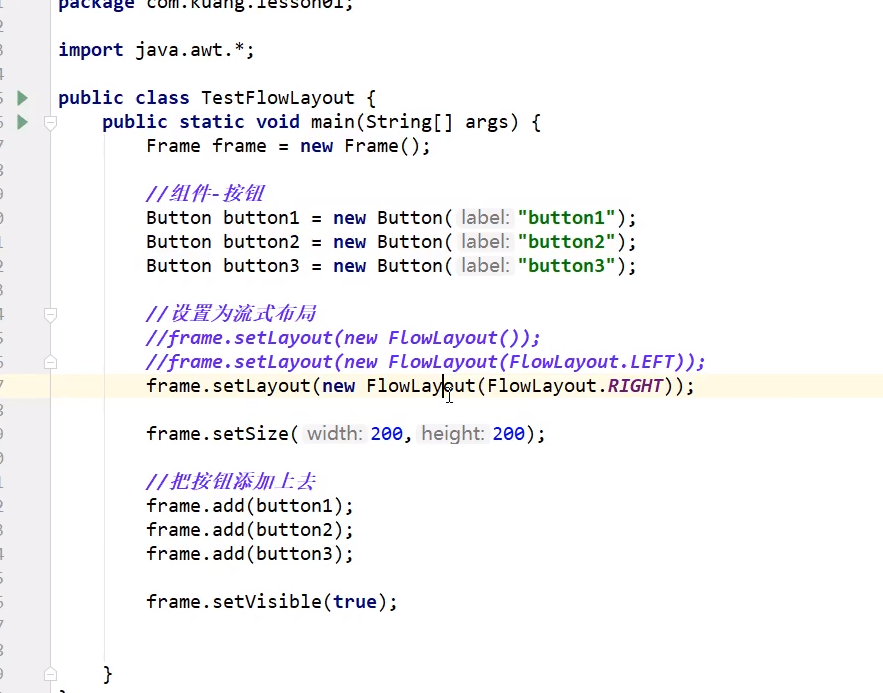 package com.kuang.lesson01;
import java.awt.*;
public class TestFlowLayout {
public static void main(String[] args) {
Frame frame = new Frame();
//组件-按钮
Button button1 = new Button( label: "button1");
Button button2 = new Button( label: "button2");
Button button3 = new Button( label: "button3");
//设置为流式布局
//frame.setLayout(new FlowLayout());
//frame.setLayout(new FlowLayout(FlowLayout.LEFT));
frame.setLayout(new FlowLayout(FlowLayout.RIGHT));
frame.setSize( width: 200, height: 200);
//把按钮添加上去
frame.add(button1);
frame.add(button2);
frame.add(button3);
frame.setVisible(true);
}